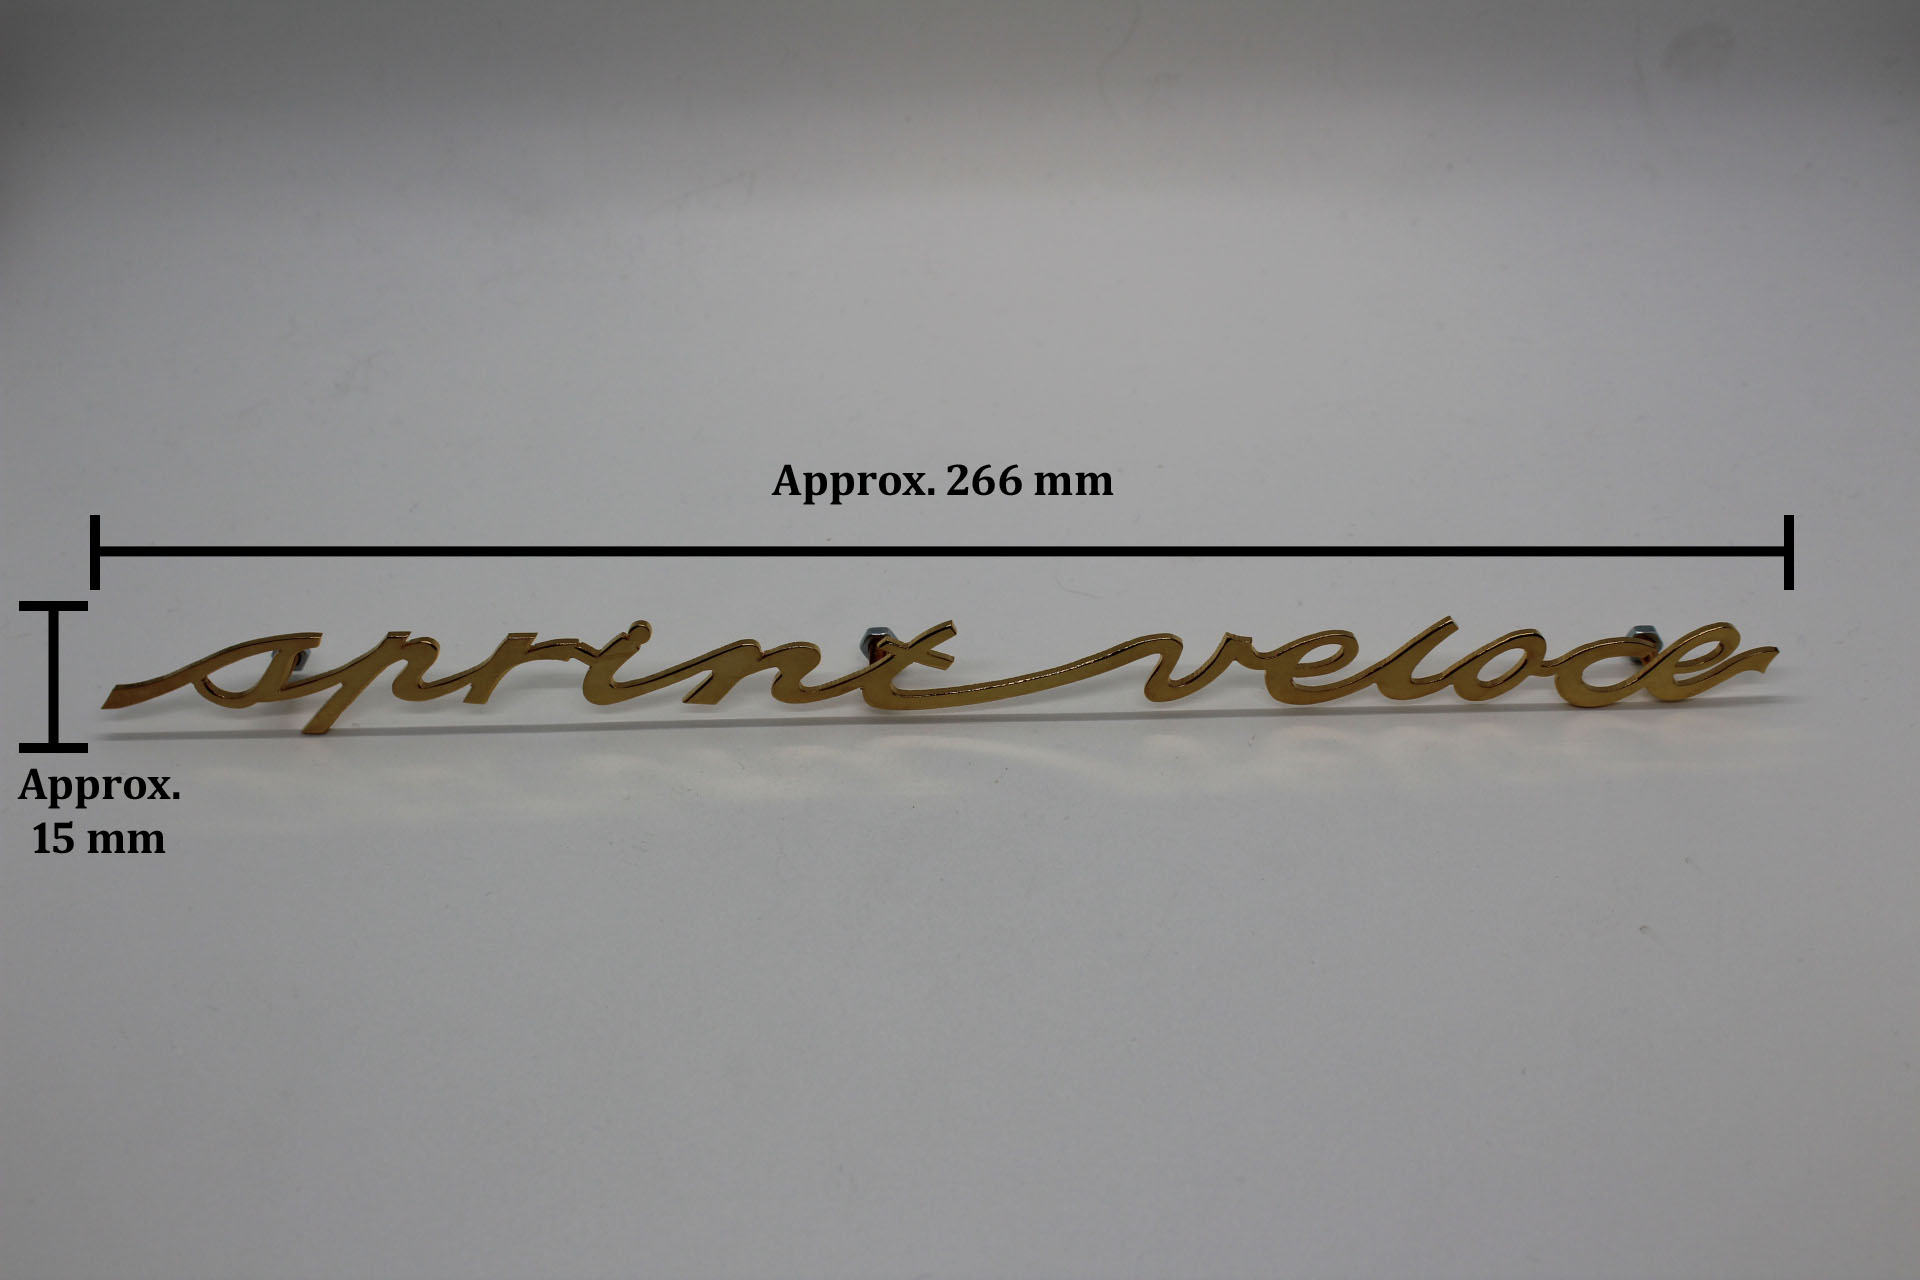 Approx. 266 mm
sprint veloce
Approx.
15 mm